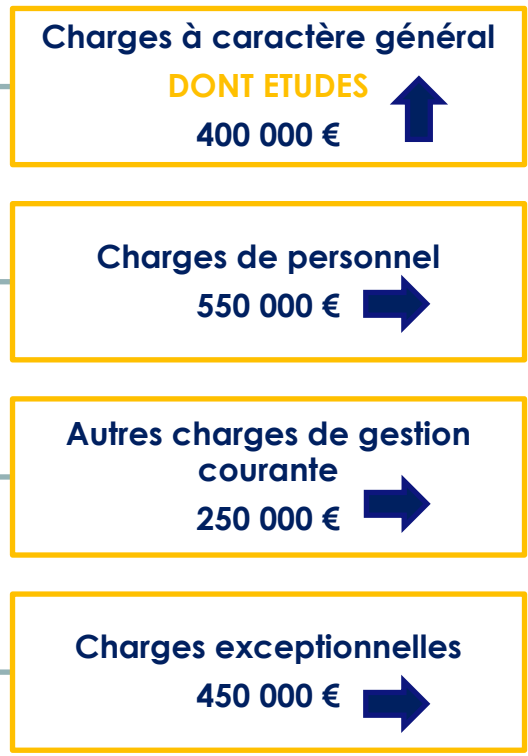 Charges à caractère général
DONT ETUDES
400 000 €
Charges de personnel
550 000 €
Autres charges de gestion
courante
250 000 €
Charges exceptionnelles
450 000 €